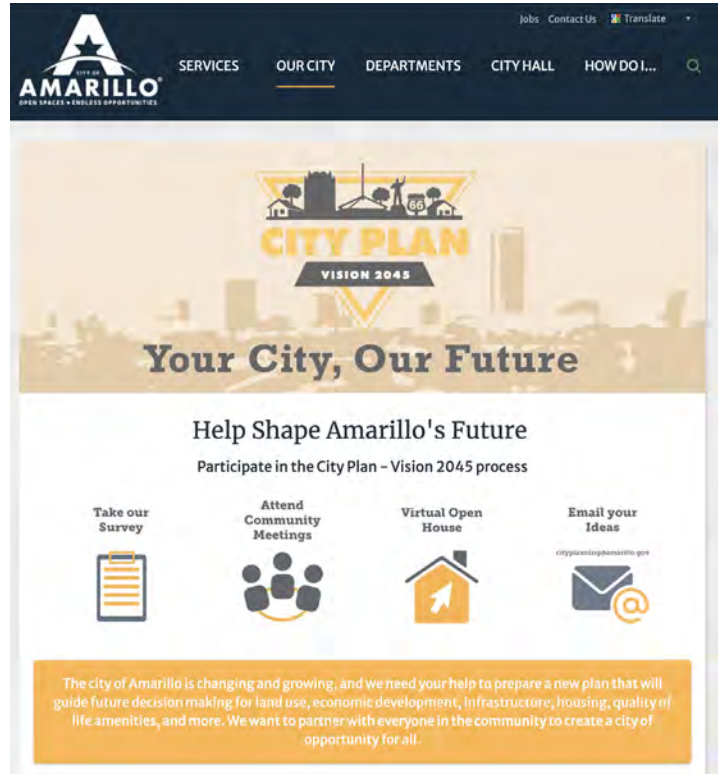 Jobs Contact Us Translate
CITY OF
AMARILLO
OPEN SPACES ★ ENDLESS OPPORTUNITIES
SERVICES OUR CITY DEPARTMENTS CITY HALL HOW DO I...
66
CITY PLAN
VISION 2045
Your City, Our Future
Help Shape Amarillo's Future
Participate in the City Plan – Vision 2045 process
Take our
Survey
Attend
Community
Meetings
Virtual Open
House
Email your
Ideas
cityplanning@amarillo.gov
The city of Amarillo is changing and growing, and we need your help to prepare a new plan that will
guide future decision making for land use, economic development, infrastructure, housing, quality of
life amenities, and more. We want to partner with everyone in the community to create a city of
opportunity for all.